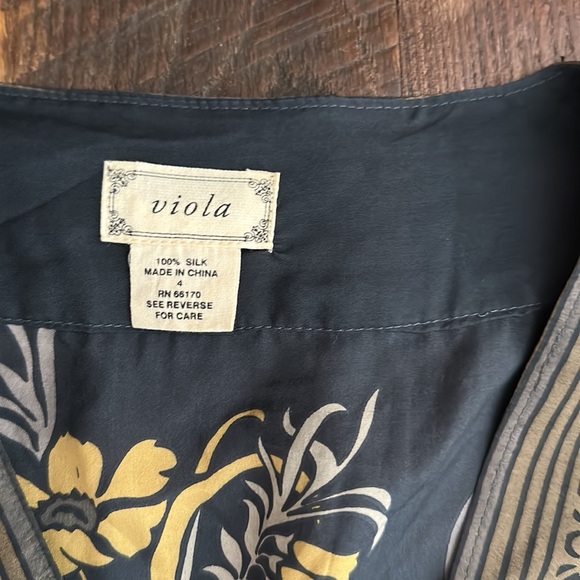 viola
100% SILK
MADE IN CHINA
4
RN 66170
SEE REVERSE
FOR CARE